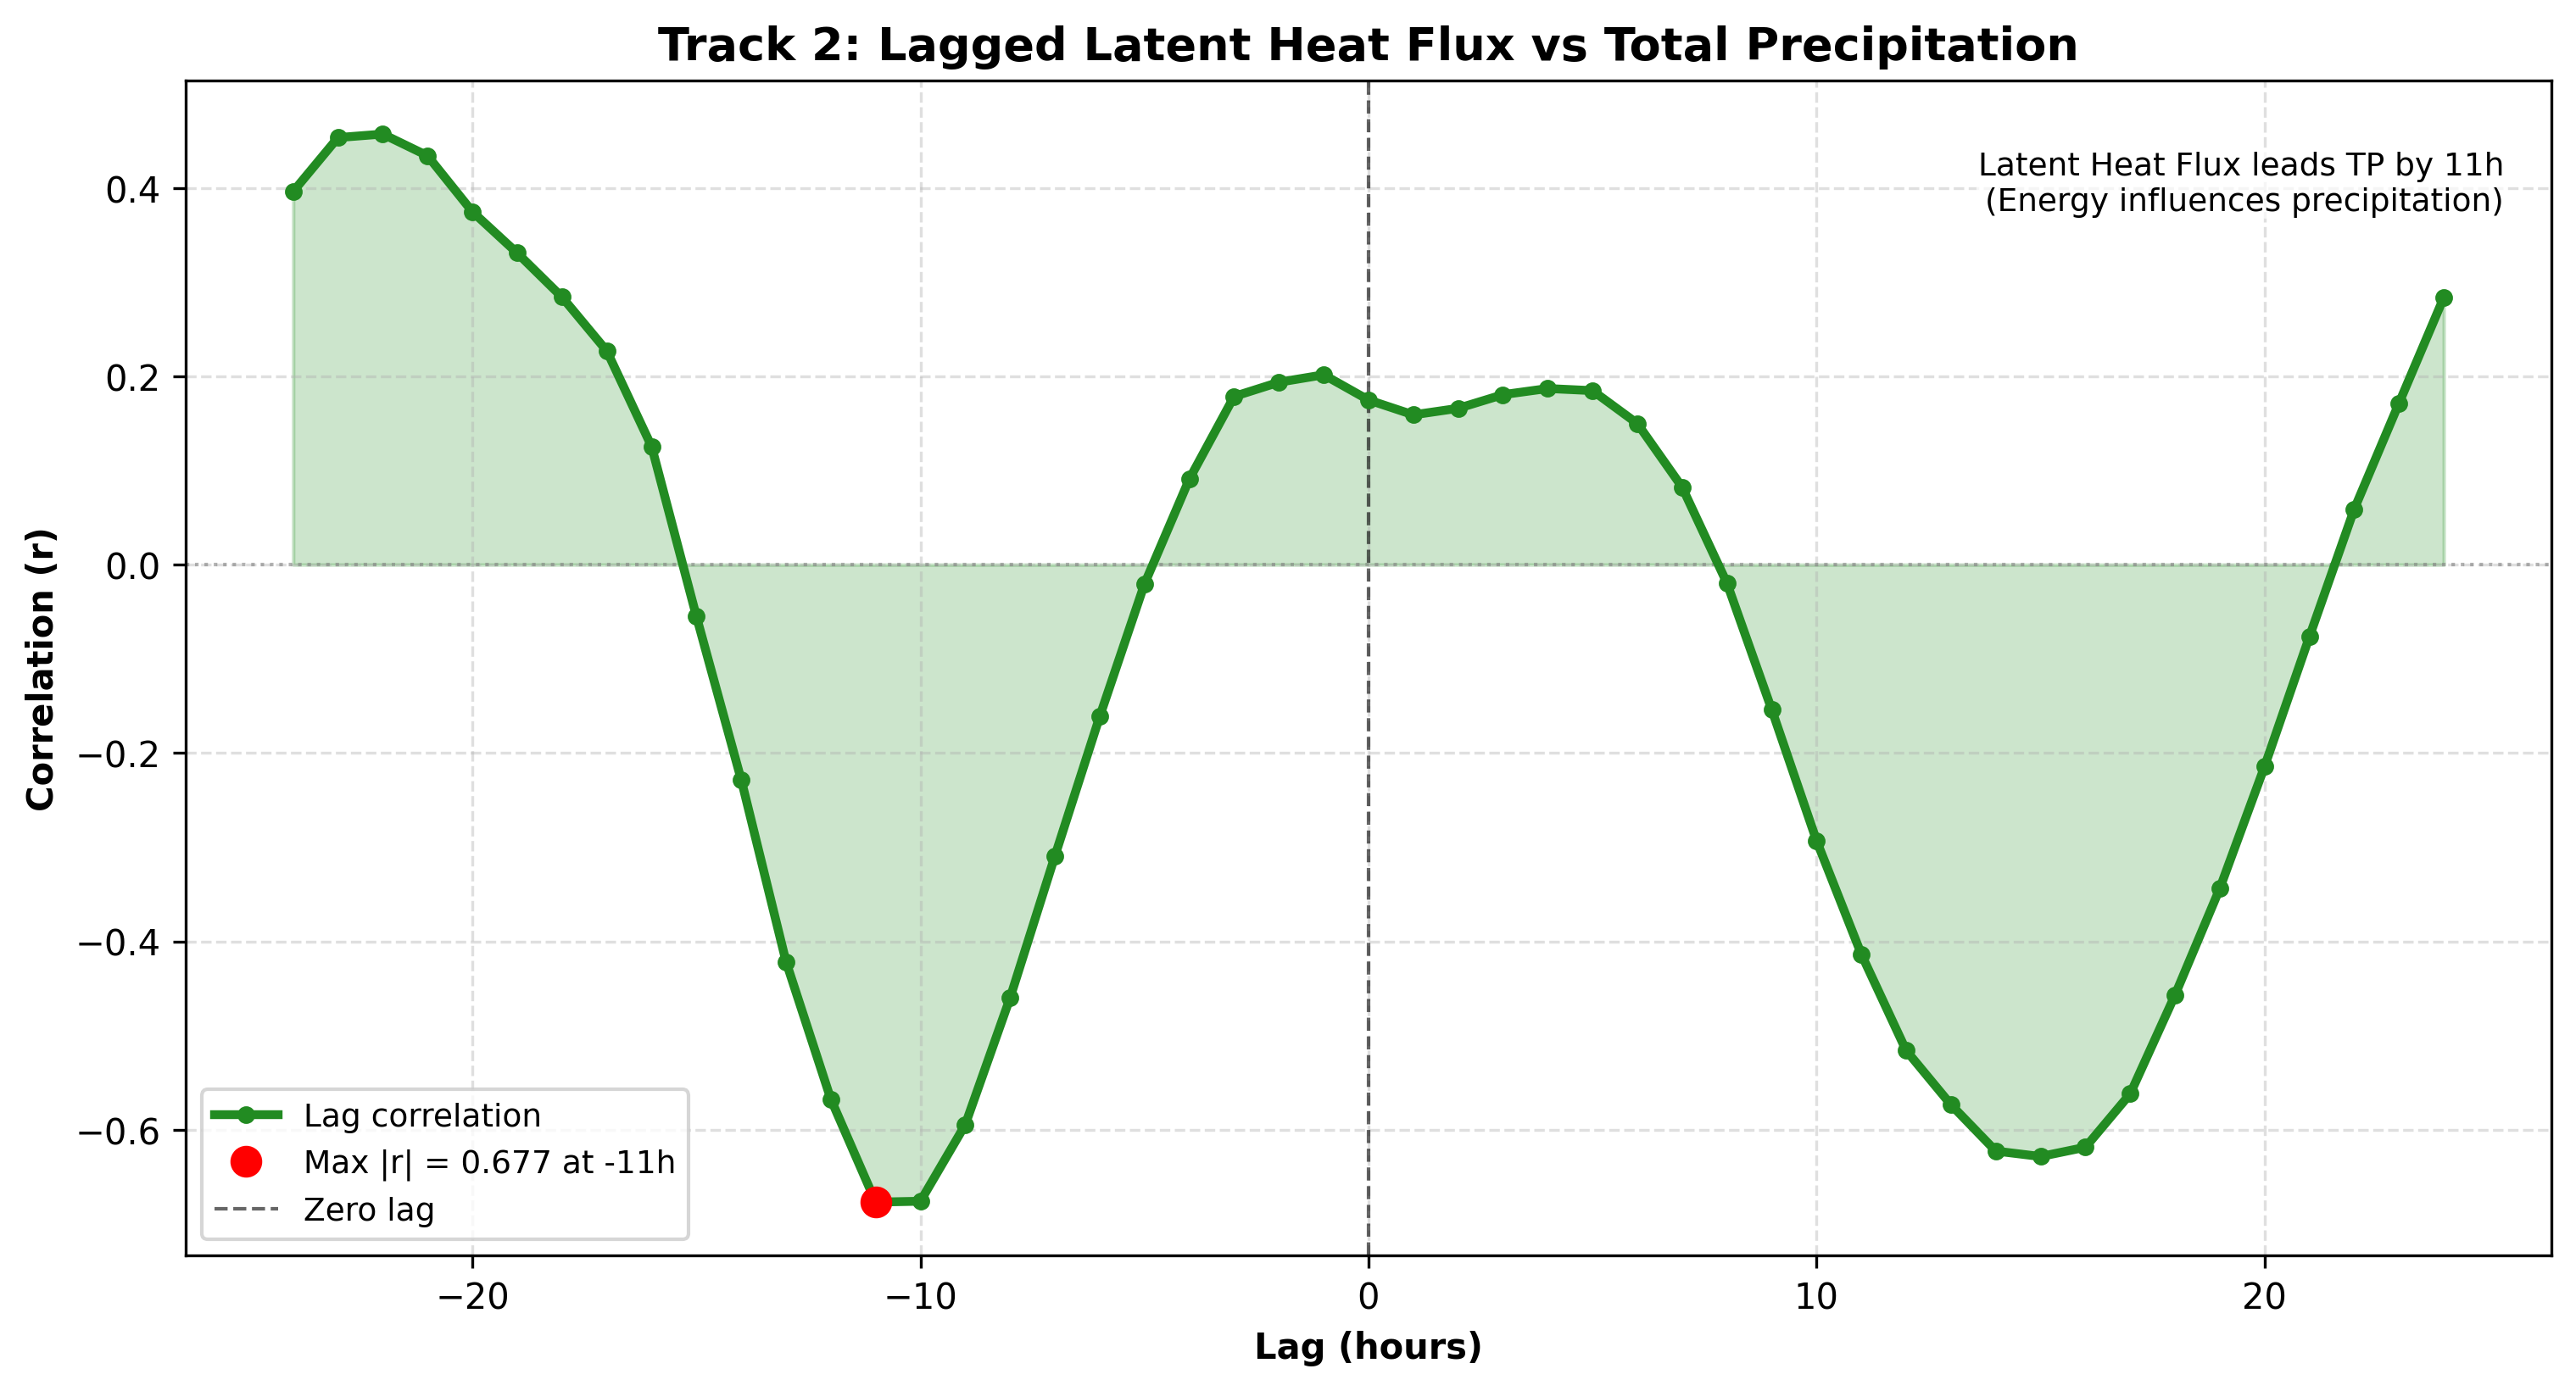 Track 2: Lagged Latent Heat Flux vs Total Precipitation
Latent Heat Flux leads TP by 11h
(Energy influences precipitation)
Correlation (r)
0.4
0.2
0.0
−0.2
−0.4
−0.6
Lag correlation
Max |r| = 0.677 at -11h
Zero lag
−20
−10
0
10
20
Lag (hours)